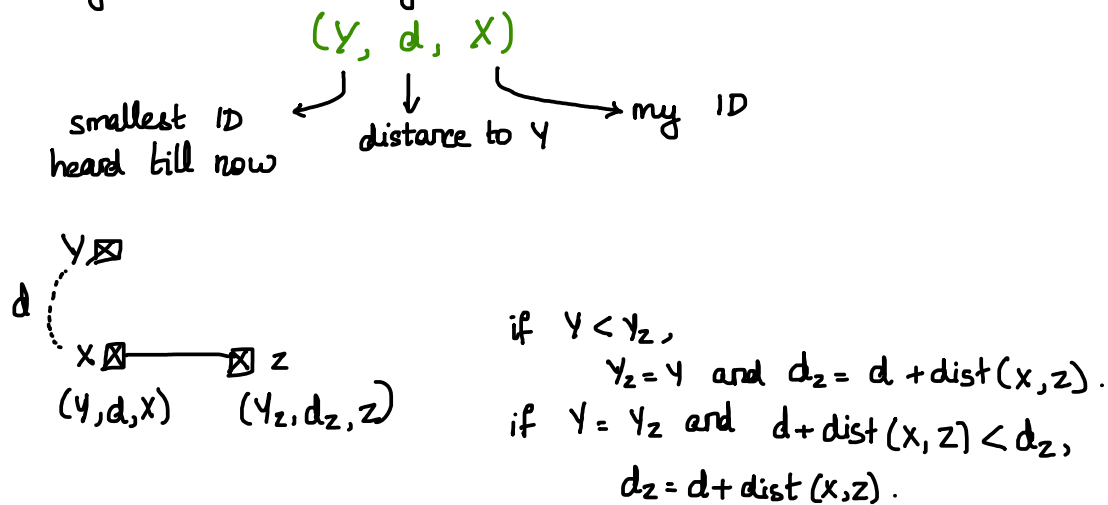 (Y, d, X)
smallest ID
heard till now
distance to Y
my ID
Y
d
X
Z
(Y,d,X)
(Yz, dz, Z)
if Y < Yz,
Yz = Y and dz = d + dist(X,Z).
if Y = Yz and d + dist(X, Z) < dz,
dz = d + dist(X,Z).